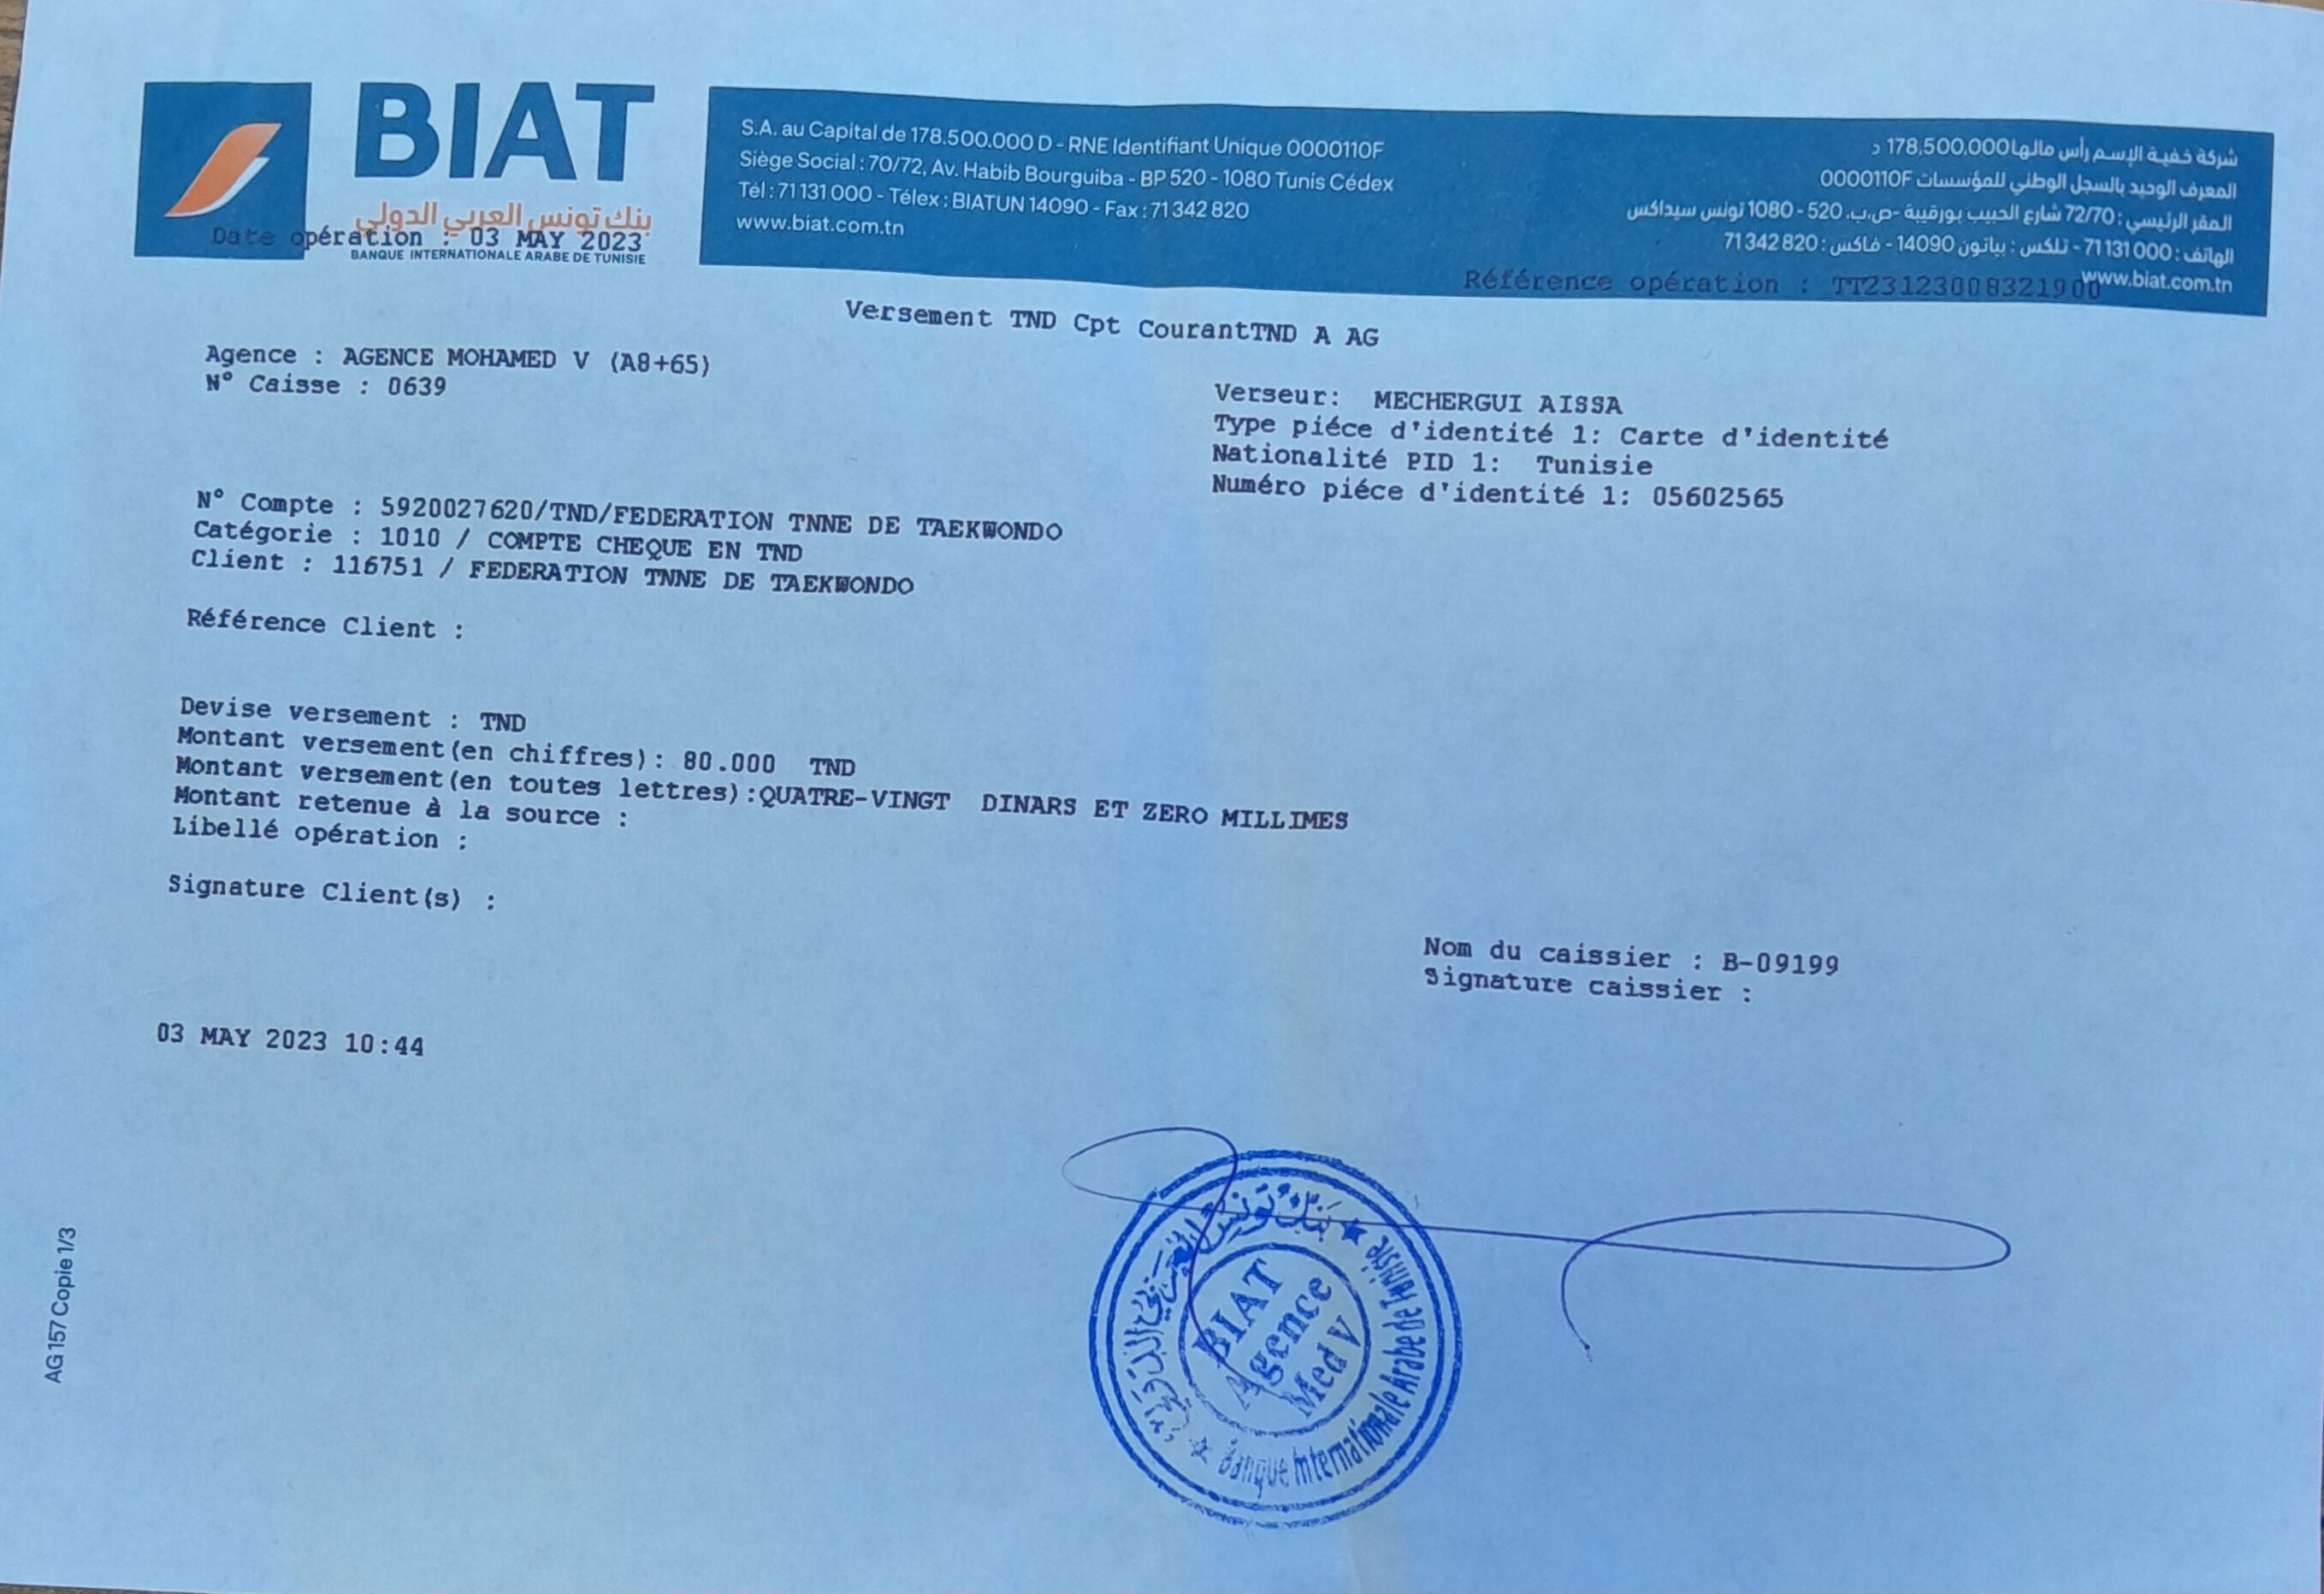 BIAT
بنك تونس العربي الدولي
Date opération : 03 MAY 2023
BANQUE INTERNATIONALE ARABE DE TUNISIE
S.A. au Capital de 178.500.000 D - RNE Identifiant Unique 0000110F
Siège Social : 70/72, Av. Habib Bourguiba - BP 520 - 1080 Tunis Cédex
Tél : 71 131 000 - Télex : BIATUN 14090 - Fax : 71 342 820
www.biat.com.tn
شركة خفية الإسم رأس مالها 178,500,000 د
المعرف الوحيد بالسجل الوطني للمؤسسات 0000110F
المقر الرئيسي : 72/70 شارع الحبيب بورقيبة -ص.ب. 520 - 1080 تونس سيداكس
الهاتف : 71 131 000 - تلكس : بياتون 14090 - فاكس : 71 342 820
www.biat.com.tn
Référence opération : TT23123008321900
Versement TND Cpt CourantTND A AG
Agence : AGENCE MOHAMED V (A8+65)
N° Caisse : 0639
Verseur: MECHERGUI AISSA
Type piéce d'identité 1: Carte d'identité
Nationalité PID 1: Tunisie
Numéro piéce d'identité 1: 05602565
N° Compte : 5920027620/TND/FEDERATION TNNE DE TAEKWONDO
Catégorie : 1010 / COMPTE CHEQUE EN TND
Client : 116751 / FEDERATION TNNE DE TAEKWONDO
Référence Client :
Devise versement : TND
Montant versement(en chiffres): 80.000 TND
Montant versement(en toutes lettres):QUATRE-VINGT DINARS ET ZERO MILLIMES
Montant retenue à la source :
Libellé opération :
Signature Client(s) :
Nom du caissier : B-09199
Signature caissier :
03 MAY 2023 10:44
بنك تونس العربي الدولي
BIAT
Agence
Med V
Banque Internationale Arabe de Tunisie
AG 157 Copie 1/3